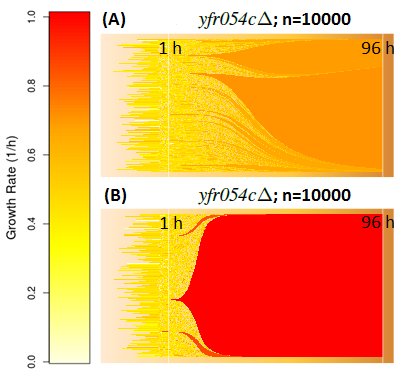 (A) yfr054cΔ; n=10000
1 h 96 h
(B) yfr054cΔ; n=10000
1 h 96 h
Growth Rate (1/h)
1.0
0.8
0.6
0.4
0.2
0.0